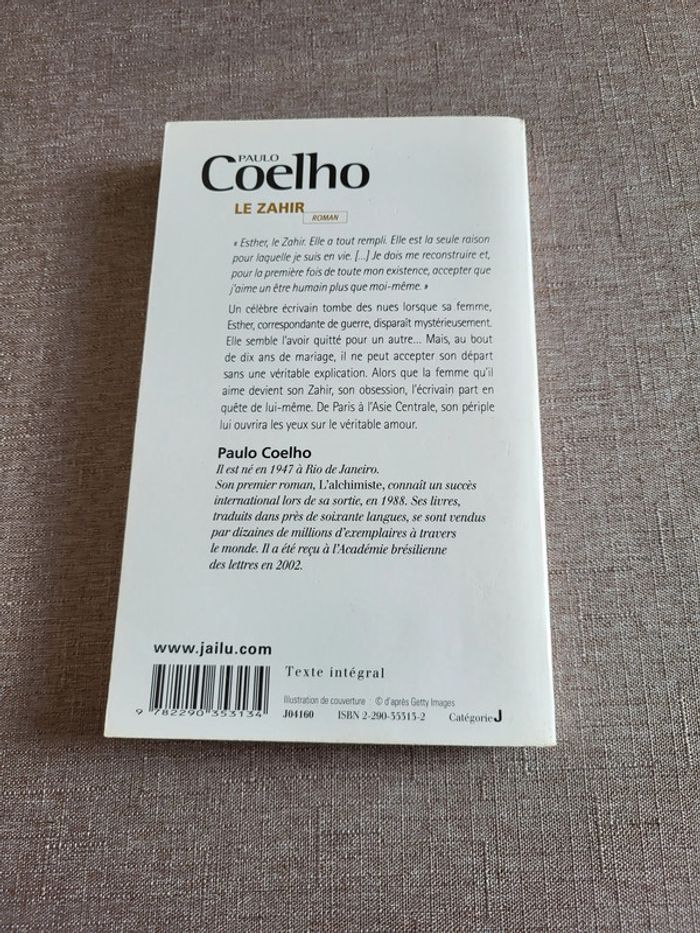 PAULO
Coelho
LE ZAHIR
ROMAN
« Esther, le Zahir. Elle a tout rempli. Elle est la seule raison
pour laquelle je suis en vie. [...] Je dois me reconstruire et,
pour la première fois de toute mon existence, accepter que
j'aime un être humain plus que moi-même. »
Un célèbre écrivain tombe des nues lorsque sa femme,
Esther, correspondante de guerre, disparaît mystérieusement.
Elle semble l'avoir quitté pour un autre... Mais, au bout
de dix ans de mariage, il ne peut accepter son départ
sans une véritable explication. Alors que la femme qu'il
aime devient son Zahir, son obsession, l'écrivain part en
quête de lui-même. De Paris à l'Asie Centrale, son périple
lui ouvrira les yeux sur le véritable amour.
Paulo Coelho
Il est né en 1947 à Rio de Janeiro.
Son premier roman, L'alchimiste, connaît un succès
international lors de sa sortie, en 1988. Ses livres,
traduits dans près de soixante langues, se sont vendus
par dizaines de millions d'exemplaires à travers
le monde. Il a été reçu à l'Académie brésilienne
des lettres en 2002.
www.jailu.com
Texte intégral
Illustration de couverture : © d'après Getty Images
9 782290 353134
J04160 ISBN 2-290-35313-2 Catégorie J